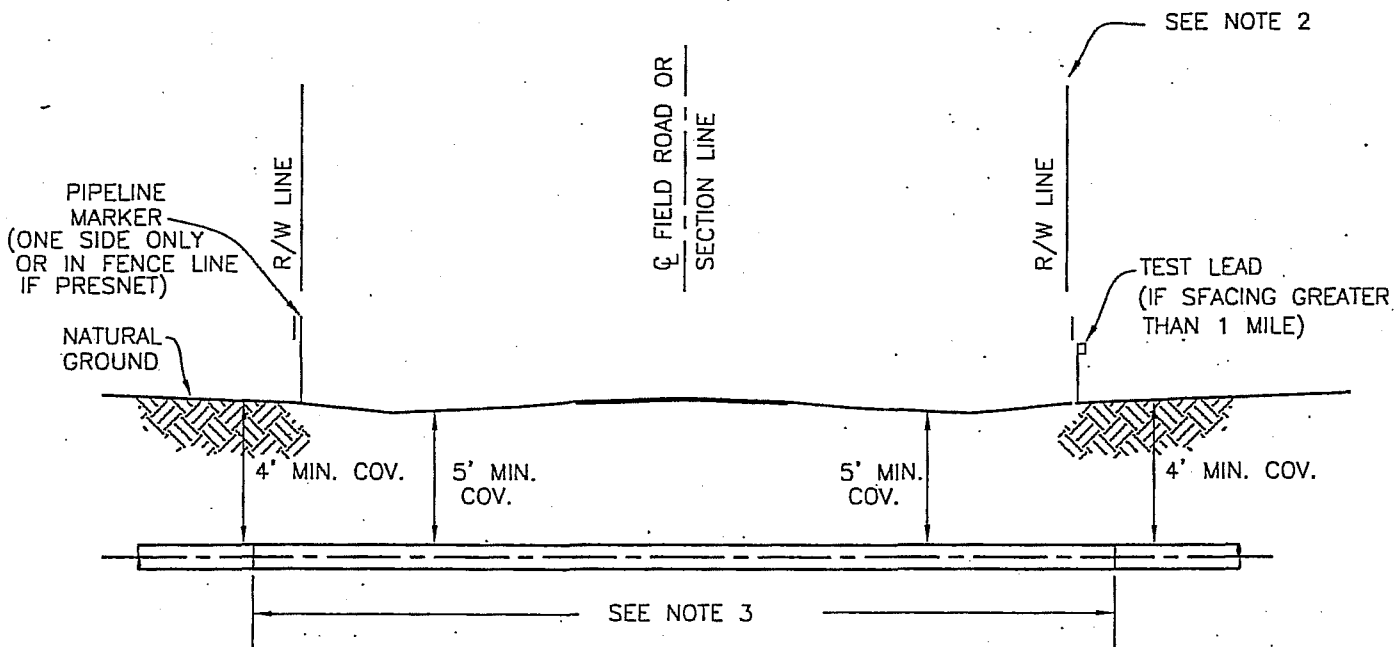 SEE NOTE 2
℄ FIELD ROAD OR
SECTION LINE
R/W LINE
R/W LINE
PIPELINE
MARKER
(ONE SIDE ONLY
OR IN FENCE LINE
IF PRESNET)
TEST LEAD
(IF SFACING GREATER
THAN 1 MILE)
NATURAL
GROUND
4' MIN. COV.
5' MIN.
COV.
5' MIN.
COV.
4' MIN. COV.
SEE NOTE 3